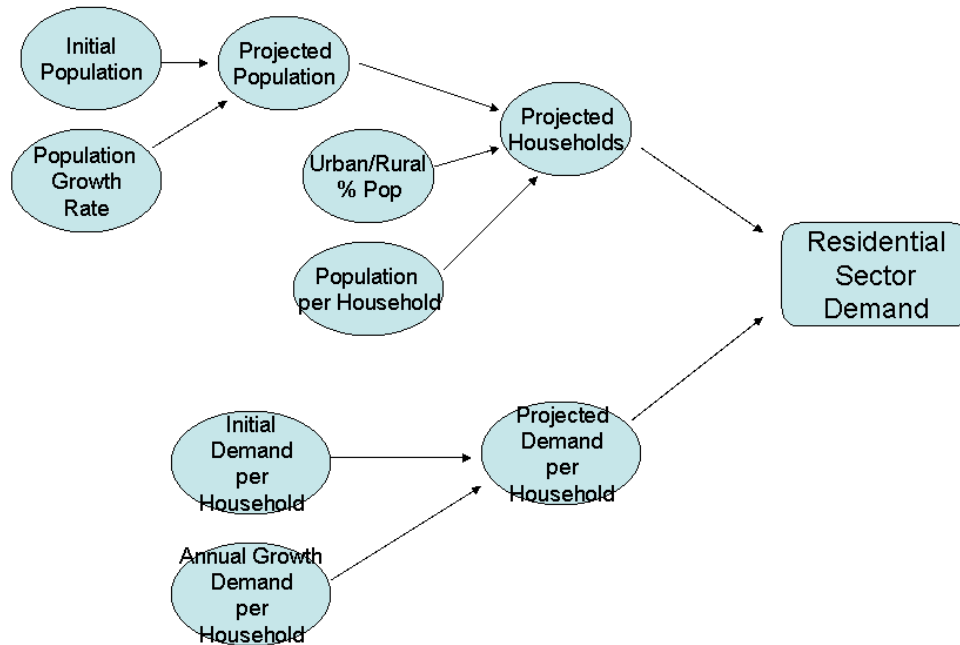 Initial
Population
Projected
Population
Projected
Households
Population
Growth
Rate
Urban/Rural
% Pop
Population
per Household
Residential
Sector
Demand
Initial
Demand
per
Household
Projected
Demand
per
Household
Annual Growth
Demand
per
Household